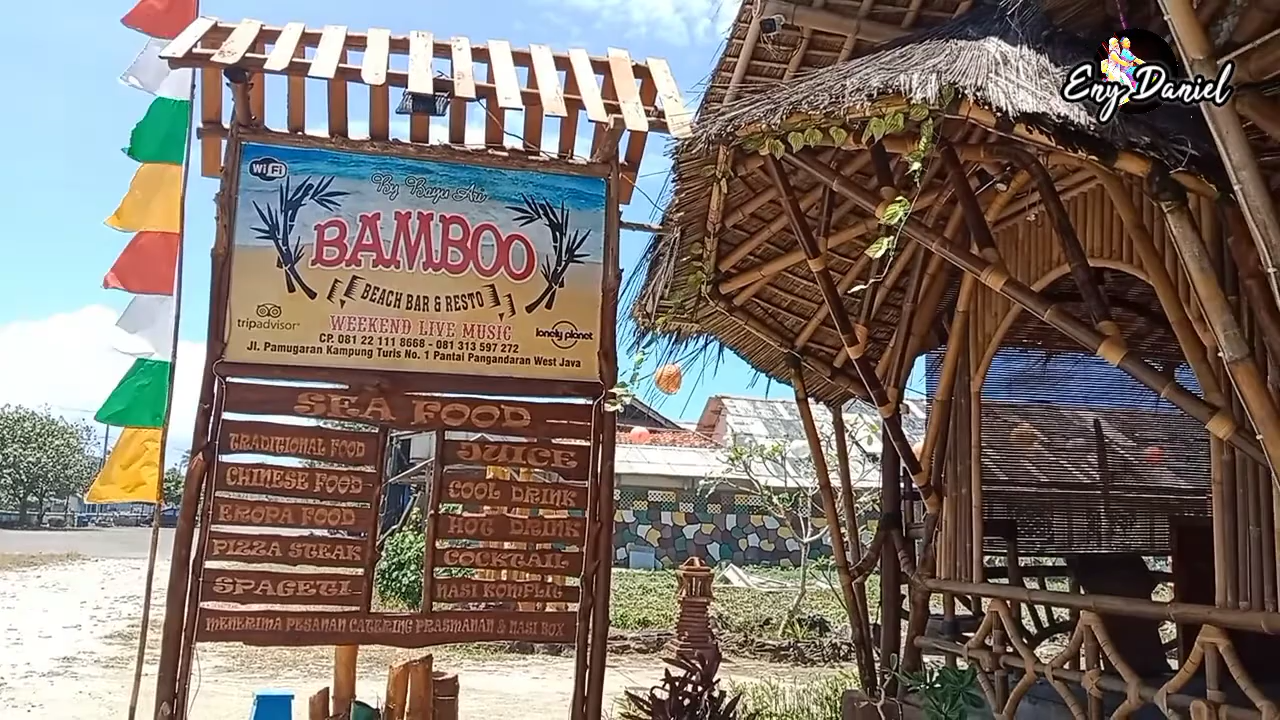 Eny Daniel
WiFi
By Bayu Ari
BAMBOO
BEACH BAR & RESTO
tripadvisor
WEEKEND LIVE MUSIC
lonely planet
CP. 081 22 111 8668 - 081 313 597 272
Jl. Pamugaran Kampung Turis No. 1 Pantai Pangandaran West Java
SEA FOOD
TRADITIONAL FOOD
CHINESE FOOD
EROPA FOOD
PIZZA STEAK
SPAGETI
JUICE
COOL DRINK
HOT DRINK
COCKTAIL
NASI KOMPLIT
MENERIMA PESANAN CATERING PRASMANAN & NASI BOX